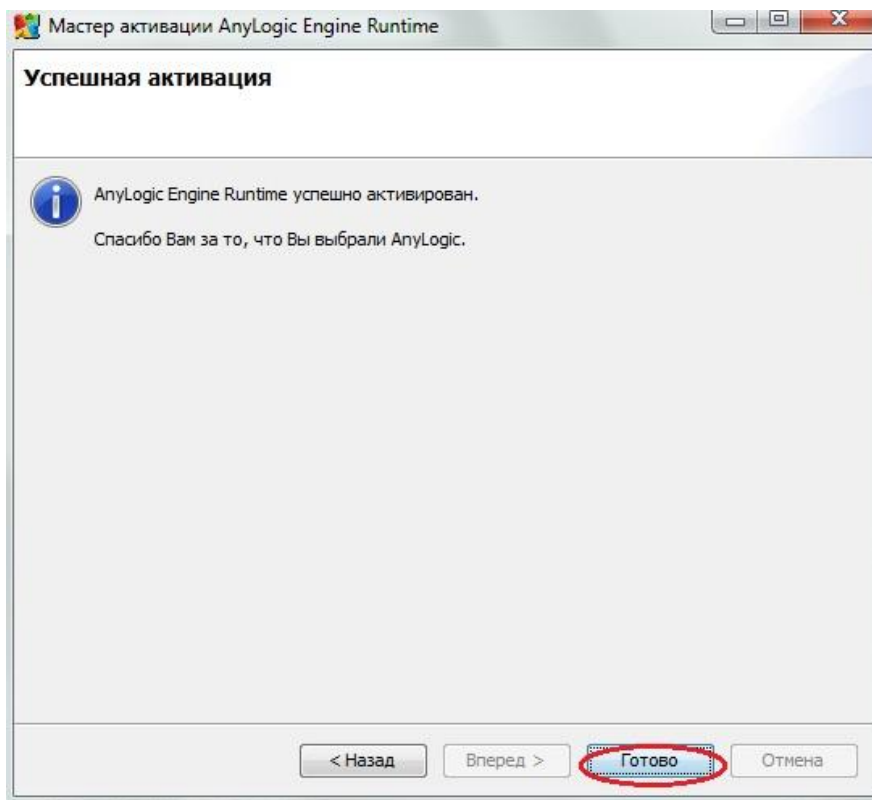 Мастер активации AnyLogic Engine Runtime
Успешная активация
AnyLogic Engine Runtime успешно активирован.
Спасибо Вам за то, что Вы выбрали AnyLogic.
< Назад
Вперед >
Готово
Отмена